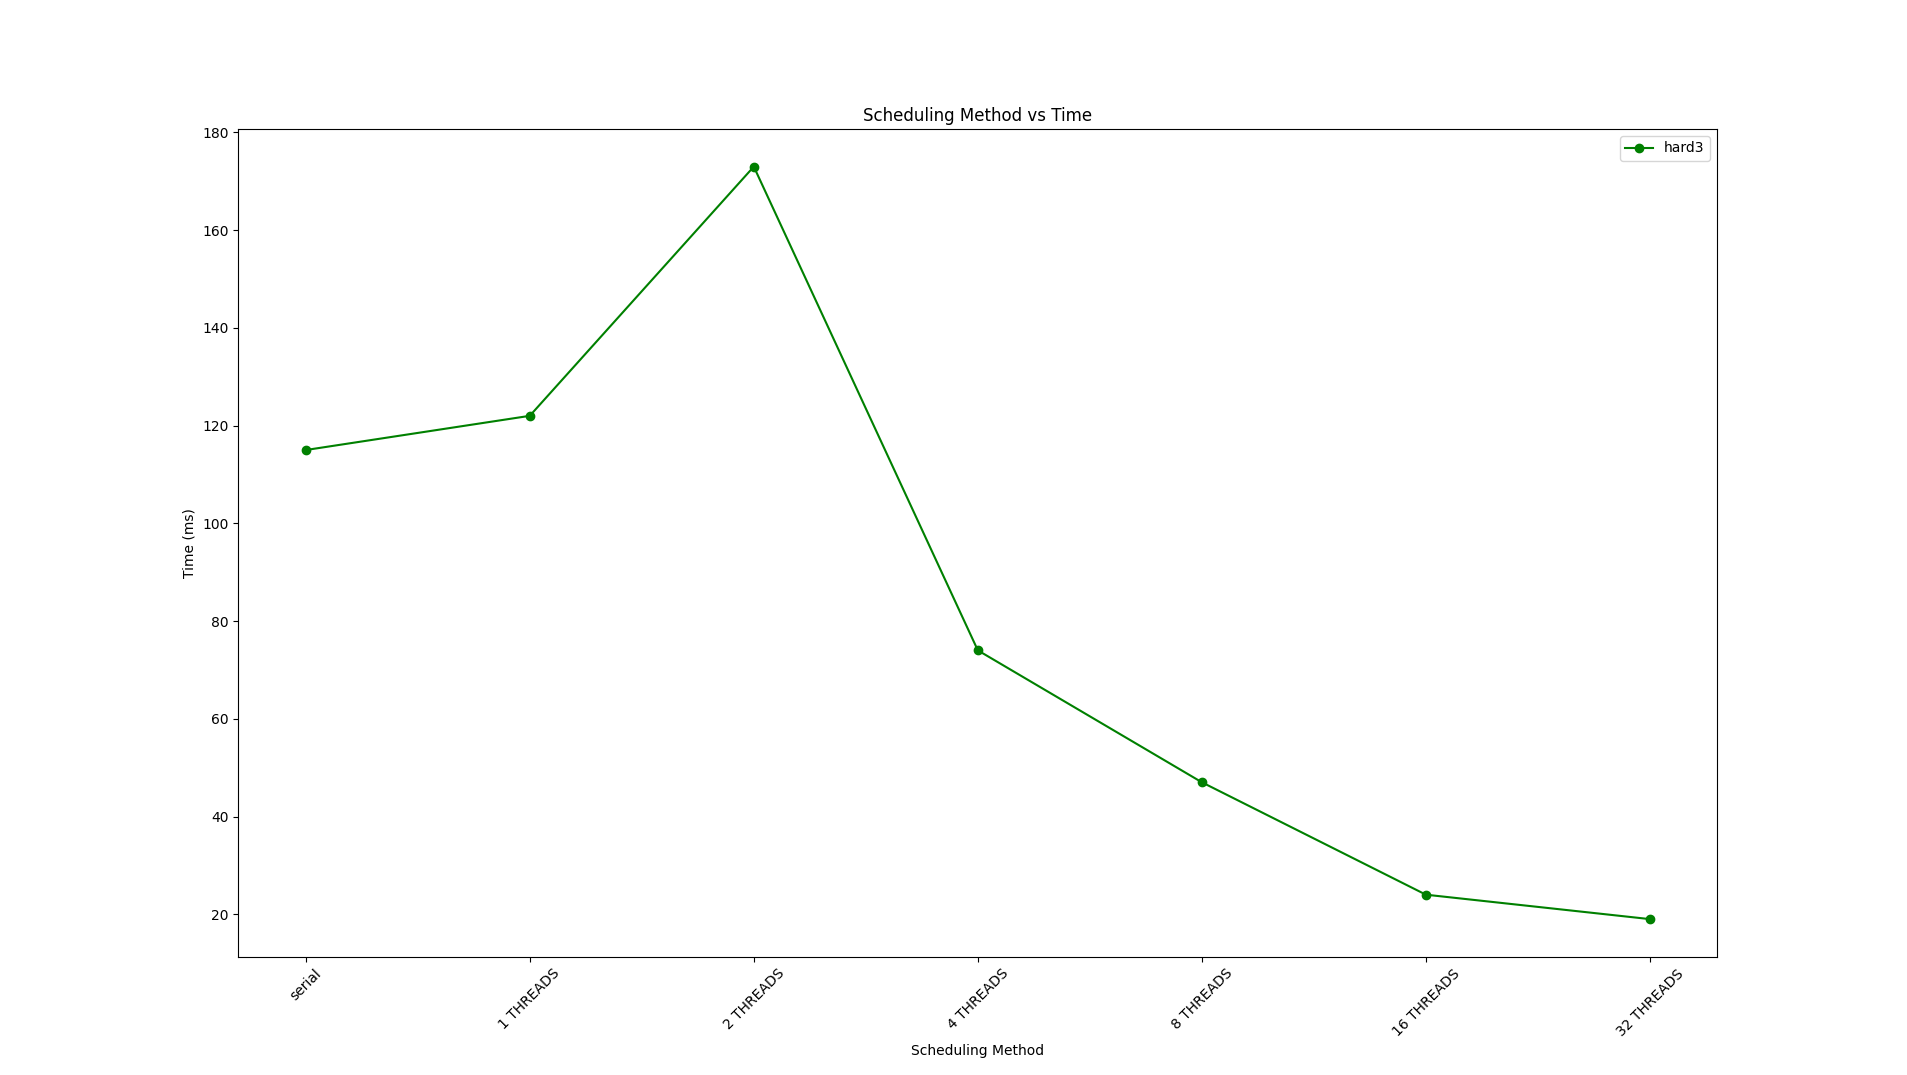 Scheduling Method vs Time
hard3
180
160
140
120
100
80
60
40
20
Time (ms)
serial
1 THREADS
2 THREADS
4 THREADS
8 THREADS
16 THREADS
32 THREADS
Scheduling Method